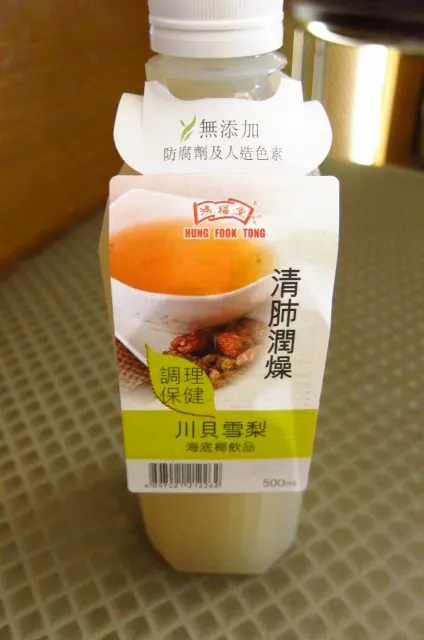 無添加
防腐劑及人造色素
鴻福堂
HUNG FOOK TONG
清肺潤燥
調理
保健
川貝雪梨
海底椰飲品
500mL